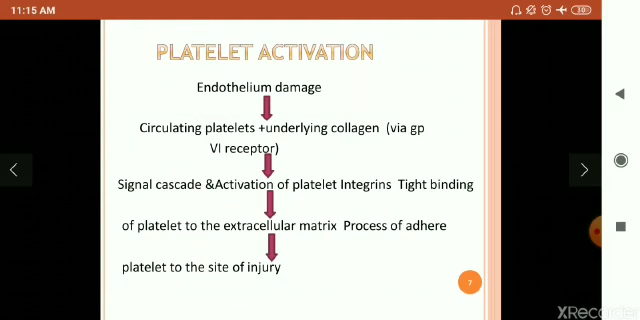 11:15 AM
10
PLATELET ACTIVATION
Endothelium damage
Circulating platelets +underlying collagen (via gp
VI receptor)
Signal cascade &Activation of platelet Integrins Tight binding
of platelet to the extracellular matrix Process of adhere
platelet to the site of injury
7
XRecorder